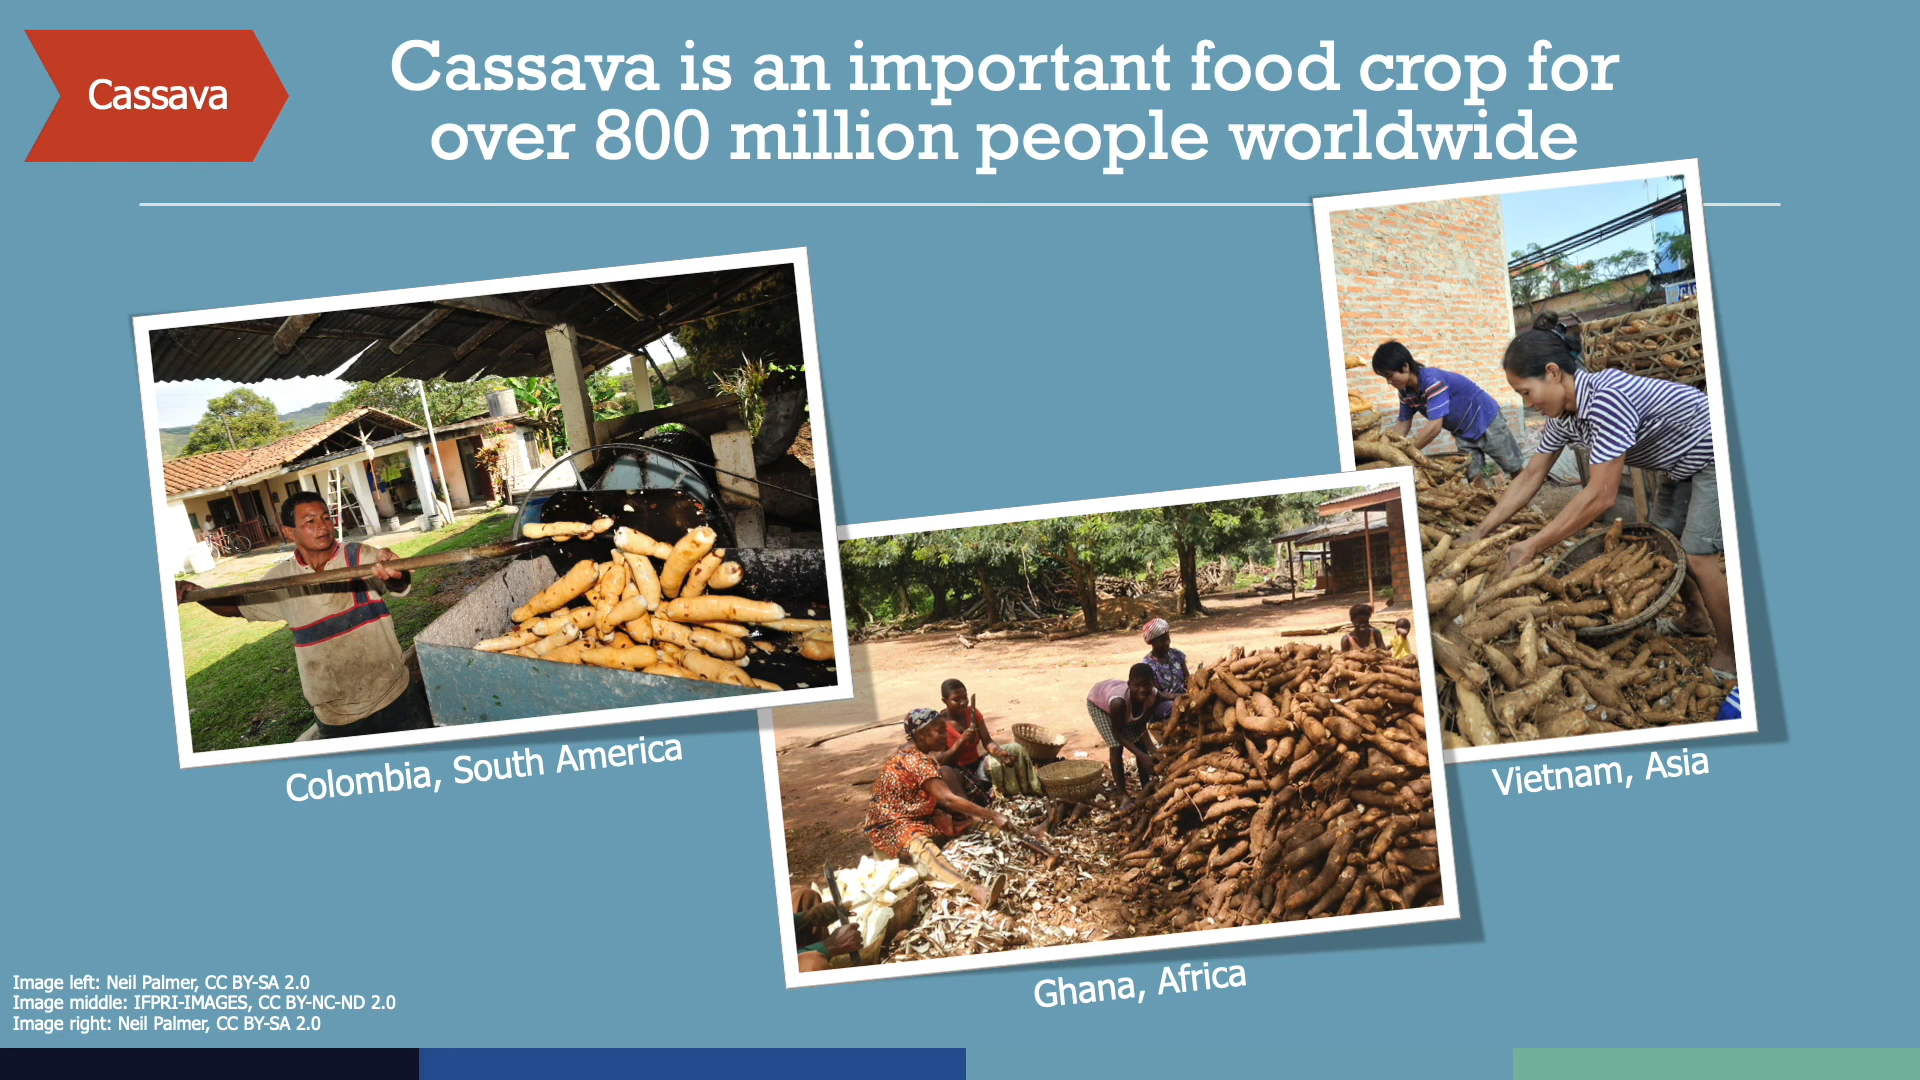 Cassava
Cassava is an important food crop for
over 800 million people worldwide
Colombia, South America
Vietnam, Asia
Ghana, Africa
Image left: Neil Palmer, CC BY-SA 2.0
Image middle: IFPRI-IMAGES, CC BY-NC-ND 2.0
Image right: Neil Palmer, CC BY-SA 2.0